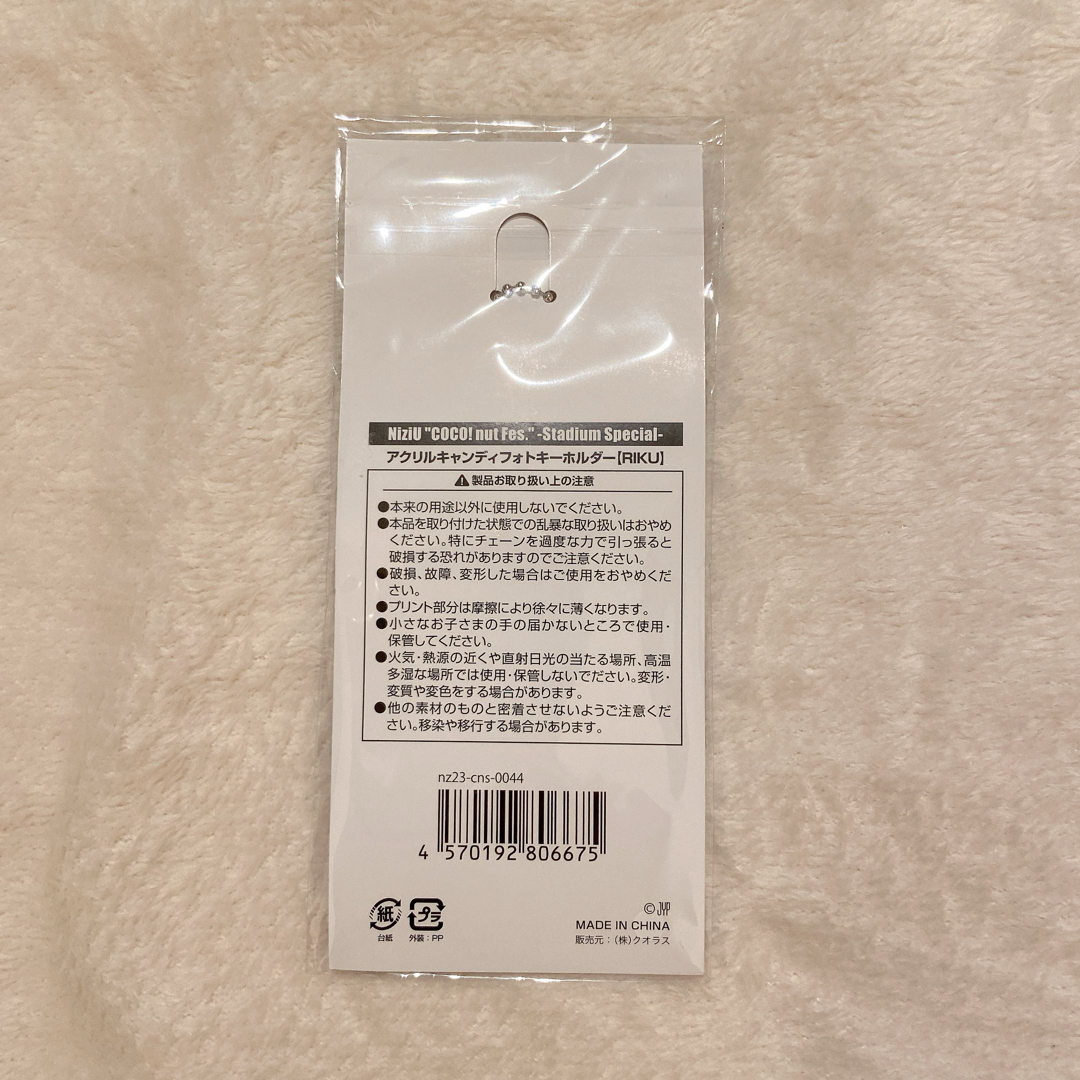 NiziU "COCO! nut Fes." -Stadium Special-
アクリルキャンディフォトキーホルダー【RIKU】
製品お取り扱い上の注意
●本来の用途以外に使用しないでください。
●本品を取り付けた状態での乱暴な取り扱いはおやめ
ください。特にチェーンを過度な力で引っ張ると
破損する恐れがありますのでご注意ください。
●破損、故障、変形した場合はご使用をおやめくだ
さい。
●プリント部分は摩擦により徐々に薄くなります。
●小さなお子さまの手の届かないところで使用・
保管してください。
●火気・熱源の近くや直射日光の当たる場所、高温
多湿な場所では使用・保管しないでださい。変形・
変質や変色をする場合があります。
●他の素材のものと密着させないようご注意くだ
さい。移染や移行する場合があります。
nz23-cns-0044
4 570192 806675
紙
台紙
プラ
外装：PP
© JYP
MADE IN CHINA
販売元：（株）クオラス